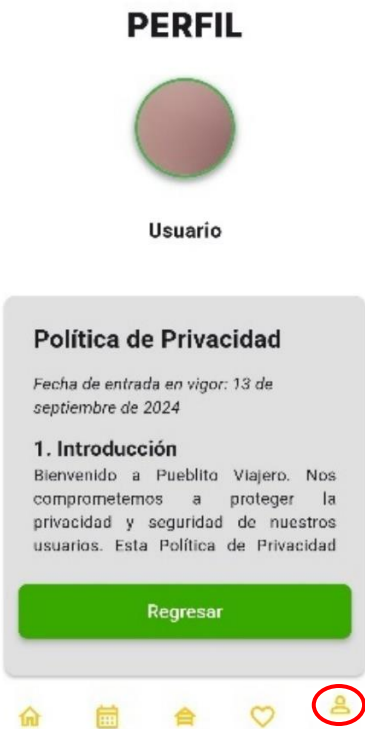 PERFIL
Usuario
Política de Privacidad
Fecha de entrada en vigor: 13 de
septiembre de 2024
1. Introducción
Bienvenido a Pueblito Viajero. Nos
comprometemos a proteger la
privacidad y seguridad de nuestros
usuarios. Esta Política de Privacidad
Regresar